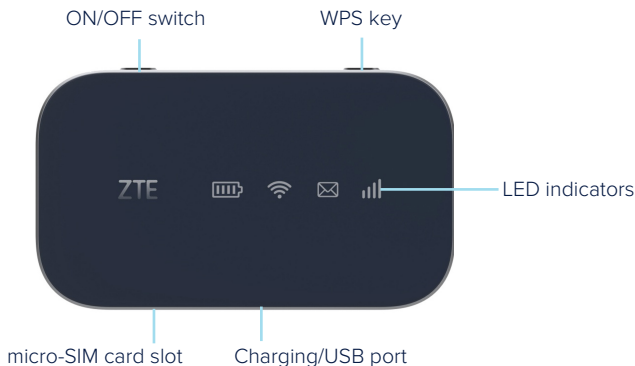 ON/OFF switch
WPS key
ZTE
LED indicators
micro-SIM card slot
Charging/USB port